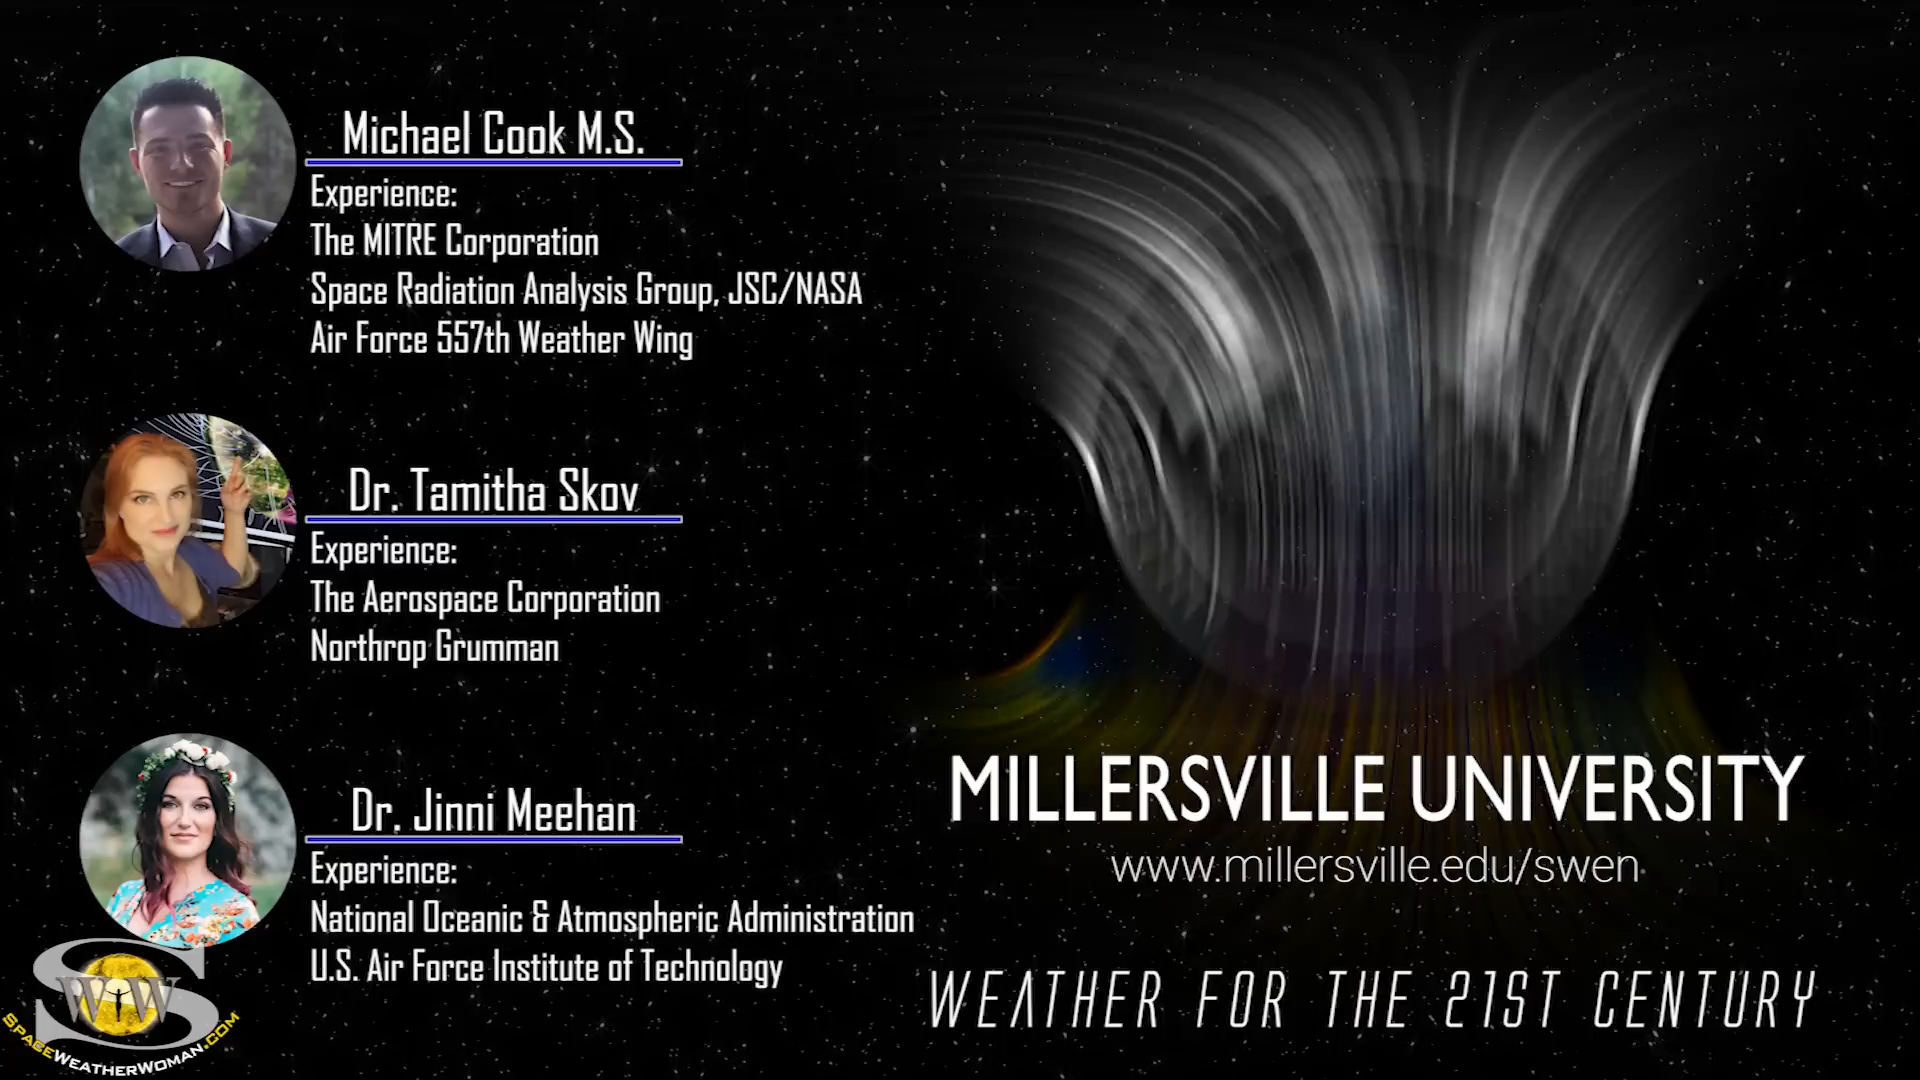 Michael Cook M.S.
Experience:
The MITRE Corporation
Space Radiation Analysis Group, JSC/NASA
Air Force 557th Weather Wing
Dr. Tamitha Skov
Experience:
The Aerospace Corporation
Northrop Grumman
Dr. Jinni Meehan
Experience:
National Oceanic & Atmospheric Administration
U.S. Air Force Institute of Technology
S
WW
SPACEWEATHERWOMAN.COM
MILLERSVILLE UNIVERSITY
www.millersville.edu/swen
WEATHER FOR THE 21ST CENTURY